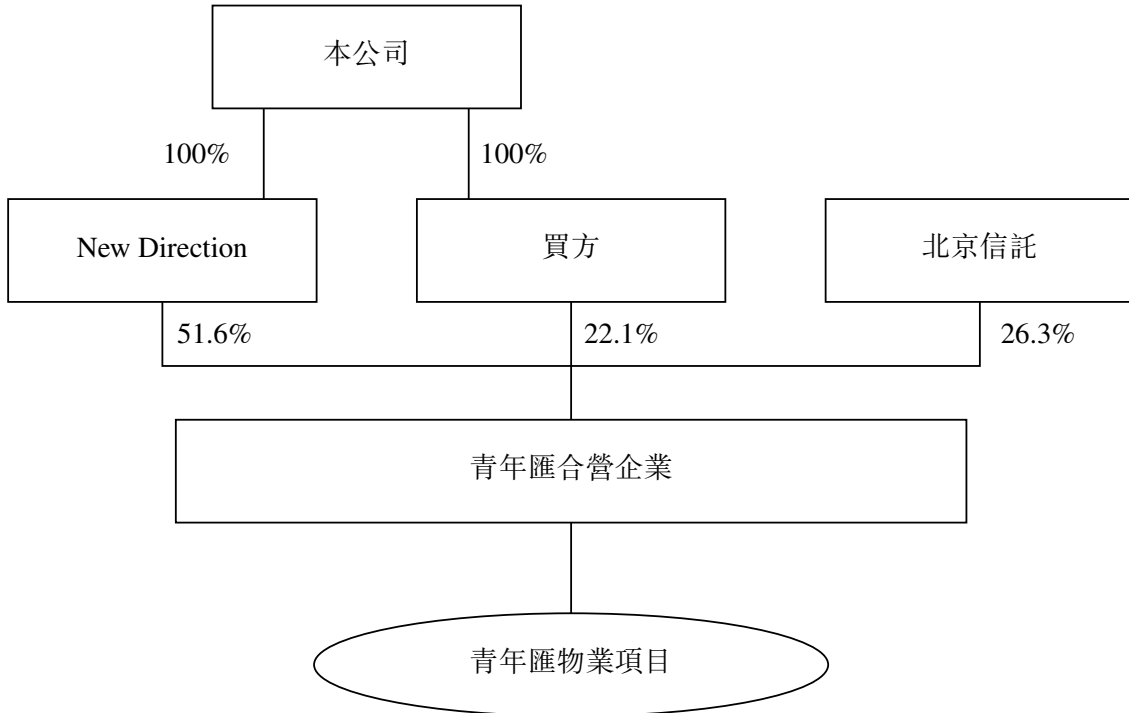 本公司
100%
100%
New Direction
買方
北京信託
51.6%
22.1%
26.3%
青年匯合營企業
青年匯物業項目